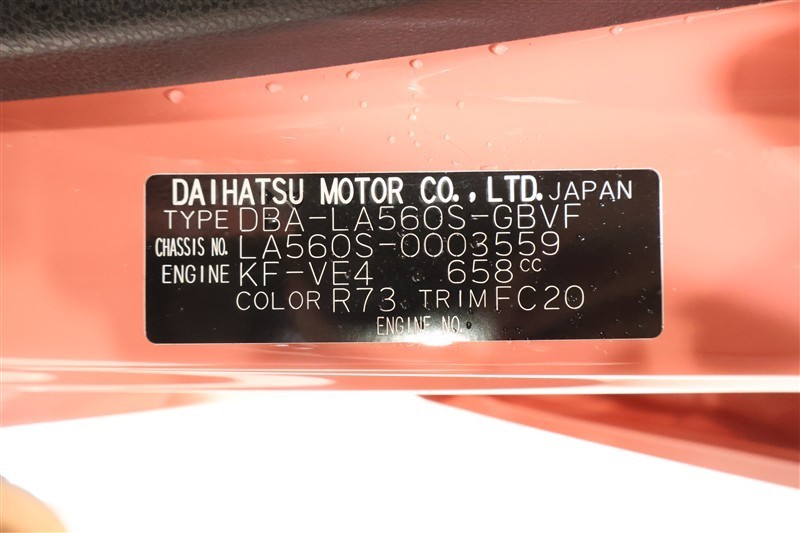 DAIHATSU MOTOR CO., LTD. JAPAN
TYPE DBA-LA560S-GBVF
CHASSIS NO. LA560S-0003559
ENGINE KF-VE4 658CC
COLOR R73 TRIM FC20
ENGINE NO.